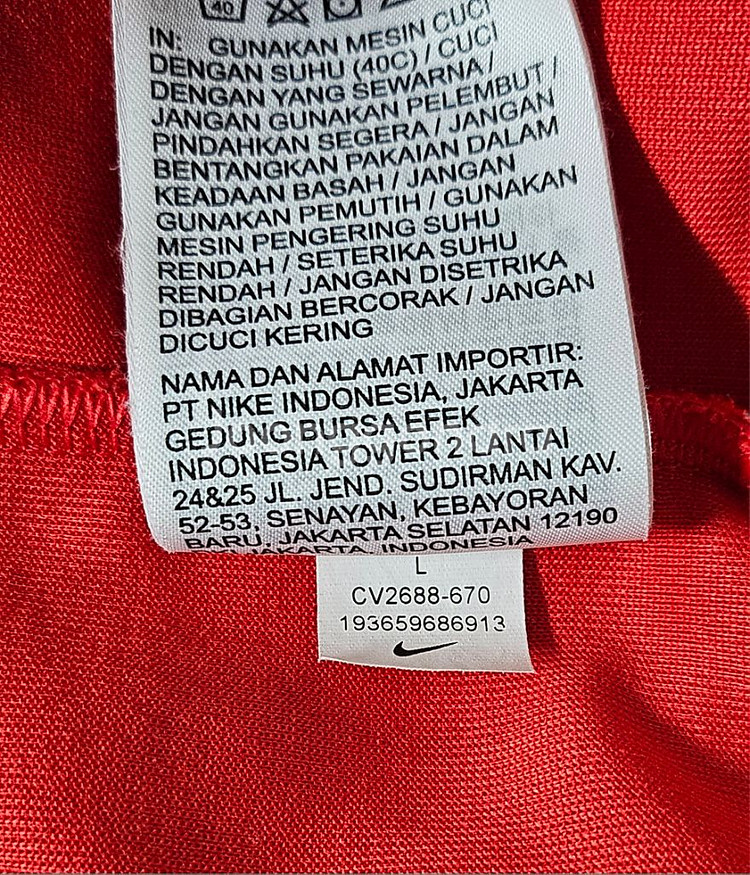 40
IN: GUNAKAN MESIN CUCI
DENGAN SUHU (40C) / CUCI
DENGAN YANG SEWARNA /
JANGAN GUNAKAN PELEMBUT /
PINDAHKAN SEGERA / JANGAN
BENTANGKAN PAKAIAN DALAM
KEADAAN BASAH / JANGAN
GUNAKAN PEMUTIH / GUNAKAN
MESIN PENGERING SUHU
RENDAH / SETERIKA SUHU
RENDAH / JANGAN DISETRIKA
DIBAGIAN BERCORAK / JANGAN
DICUCI KERING
NAMA DAN ALAMAT IMPORTIR:
PT NIKE INDONESIA, JAKARTA
GEDUNG BURSA EFEK
INDONESIA TOWER 2 LANTAI
24&25 JL. JEND. SUDIRMAN KAV.
52-53, SENAYAN, KEBAYORAN
BARU, JAKARTA SELATAN 12190
JAKARTA, INDONESIA
L
CV2688-670
193659686913